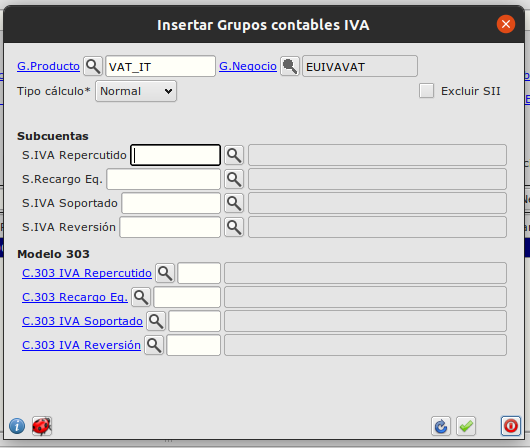 Insertar Grupos contables IVA
G.Producto VAT_IT G.Negocio EUIVAVAT
Tipo cálculo* Normal Excluir SII
Subcuentas
S.IVA Repercutido
S.Recargo Eq.
S.IVA Soportado
S.IVA Reversión
Modelo 303
C.303 IVA Repercutido
C.303 Recargo Eq.
C.303 IVA Soportado
C.303 IVA Reversión